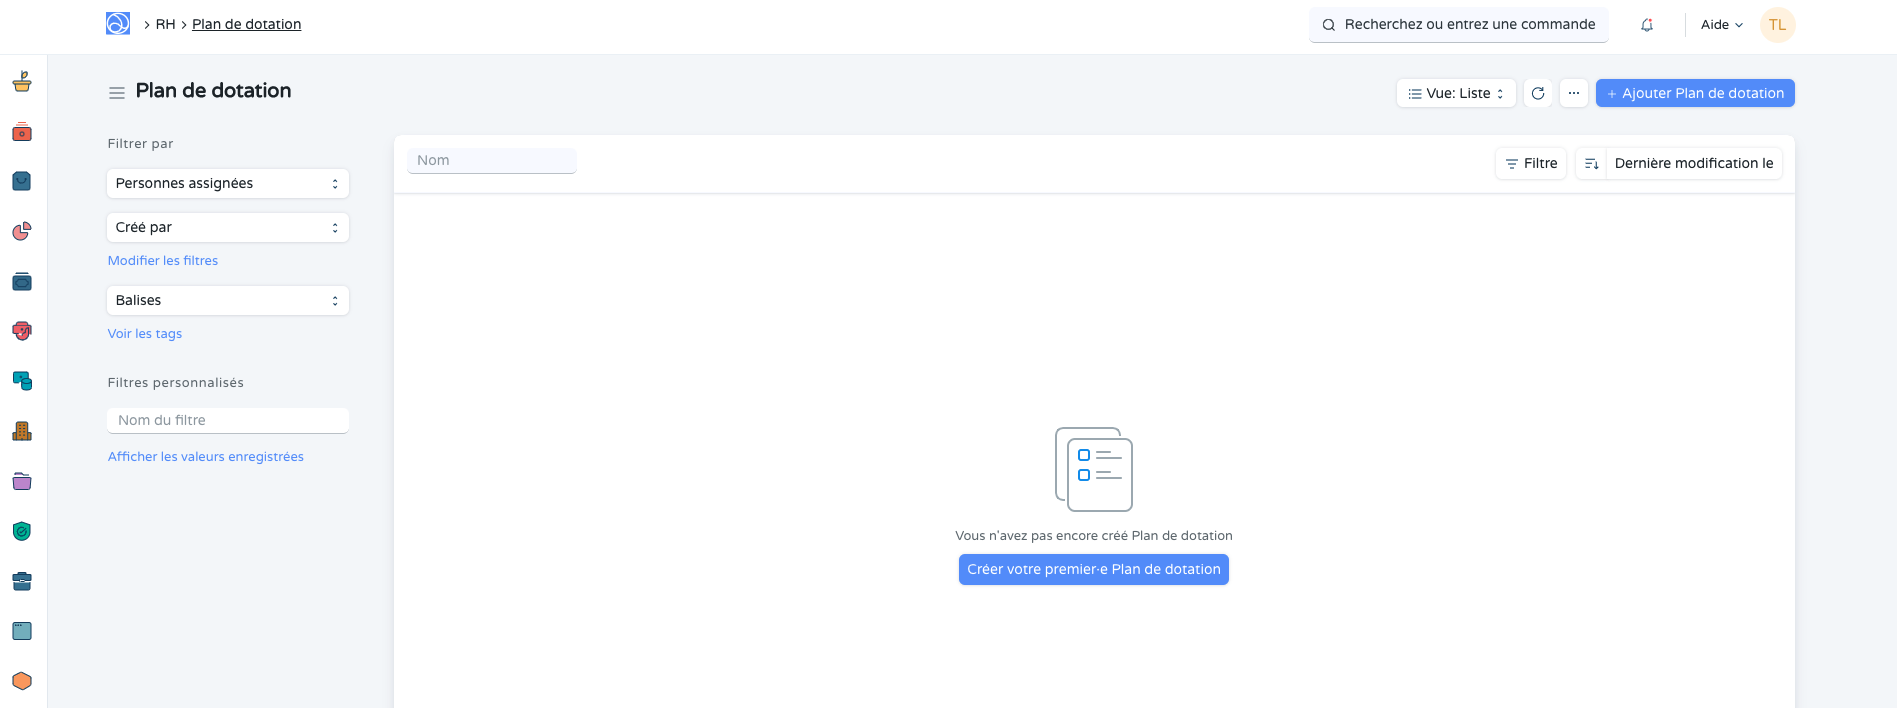 RH
Plan de dotation
Recherchez ou entrez une commande
Aide
TL
Plan de dotation
Vue: Liste
Ajouter Plan de dotation
Filtrer par
Personnes assignées
Créé par
Modifier les filtres
Balises
Voir les tags
Filtres personnalisés
Nom du filtre
Afficher les valeurs enregistrées
Nom
Filtre
Dernière modification le
Vous n'avez pas encore créé Plan de dotation
Créer votre premier·e Plan de dotation